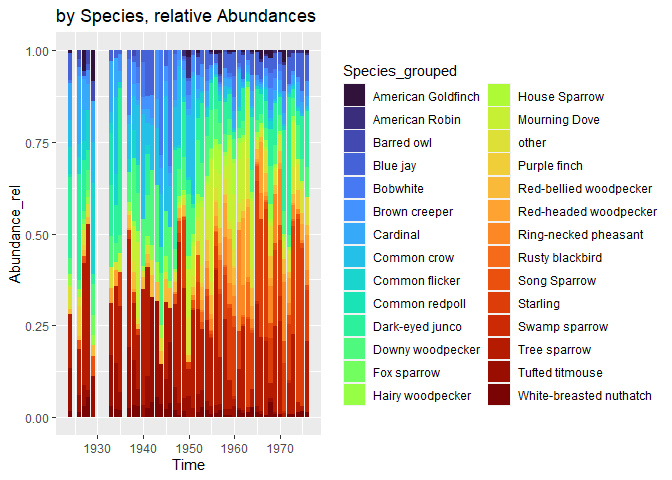 by Species, relative Abundances
1.00
0.75
0.50
0.25
0.00
Abundance_rel
1930 1940 1950 1960 1970
Time
Species_grouped
American Goldfinch
American Robin
Barred owl
Blue jay
Bobwhite
Brown creeper
Cardinal
Common crow
Common flicker
Common redpoll
Dark-eyed junco
Downy woodpecker
Fox sparrow
Hairy woodpecker
House Sparrow
Mourning Dove
other
Purple finch
Red-bellied woodpecker
Red-headed woodpecker
Ring-necked pheasant
Rusty blackbird
Song Sparrow
Starling
Swamp sparrow
Tree sparrow
Tufted titmouse
White-breasted nuthatch